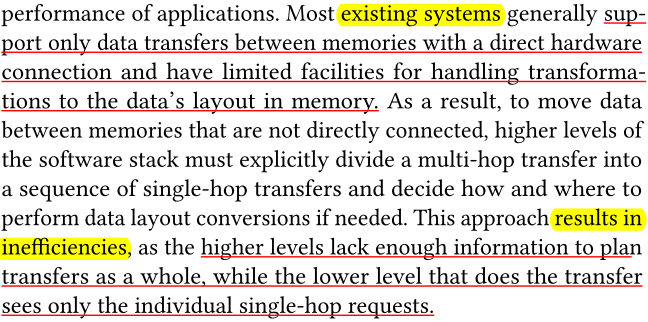 performance of applications. Most existing systems generally sup-
port only data transfers between memories with a direct hardware
connection and have limited facilities for handling transforma-
tions to the data's layout in memory. As a result, to move data
between memories that are not directly connected, higher levels of
the software stack must explicitly divide a multi-hop transfer into
a sequence of single-hop transfers and decide how and where to
perform data layout conversions if needed. This approach results in
inefficiencies, as the higher levels lack enough information to plan
transfers as a whole, while the lower level that does the transfer
sees only the individual single-hop requests.